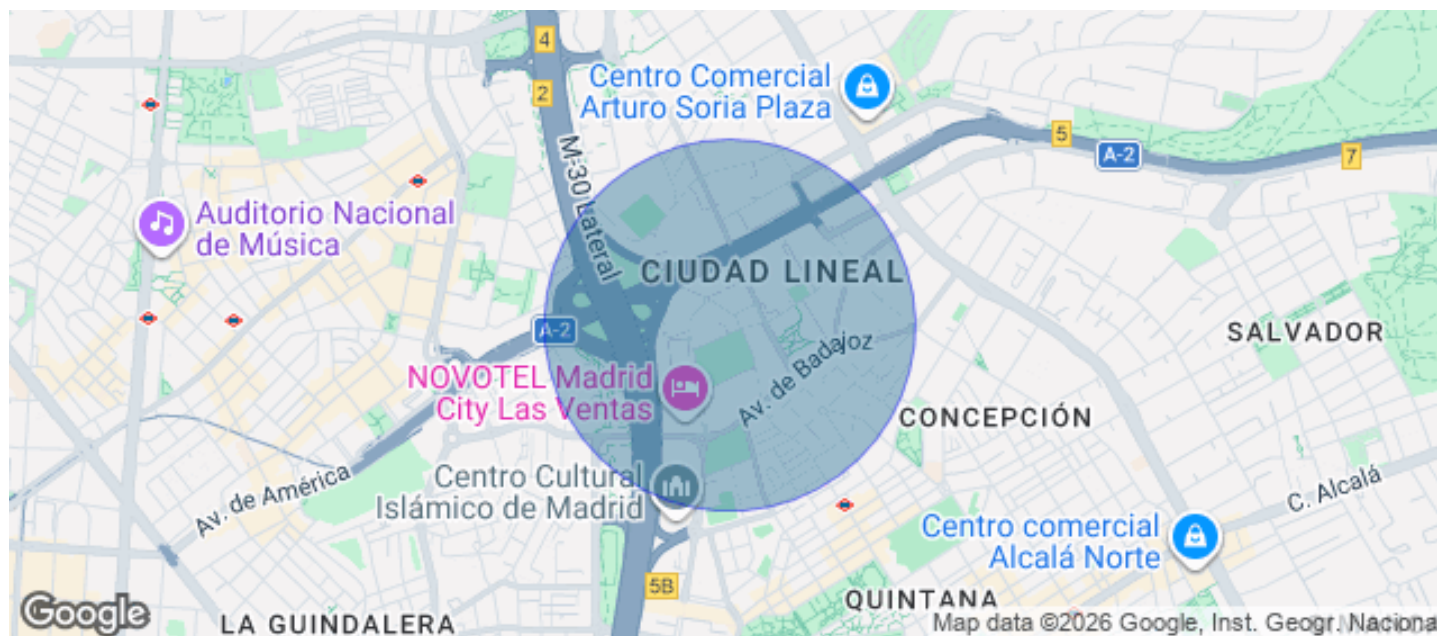 4
2
M-30 Lateral
Centro Comercial
Arturo Soria Plaza
5
A-2
7
Auditorio Nacional
de Música
CIUDAD LINEAL
A-2
SALVADOR
NOVOTEL Madrid
City Las Ventas
Av. de Badajoz
CONCEPCIÓN
Av. de América
Centro Cultural
Islámico de Madrid
C. Alcalá
Centro comercial
Alcalá Norte
5B
QUINTANA
Google
LA GUINDALERA
Map data ©2026 Google, Inst. Geogr. Nacional